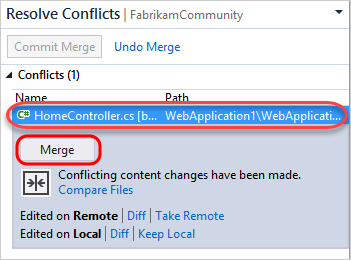 Resolve Conflicts | FabrikamCommunity
Commit Merge Undo Merge
Conflicts (1)
Name Path
C# HomeController.cs [b... WebApplication1\WebApplicati...
Merge
Conflicting content changes have been made.
Compare Files
Edited on Remote | Diff | Take Remote
Edited on Local | Diff | Keep Local